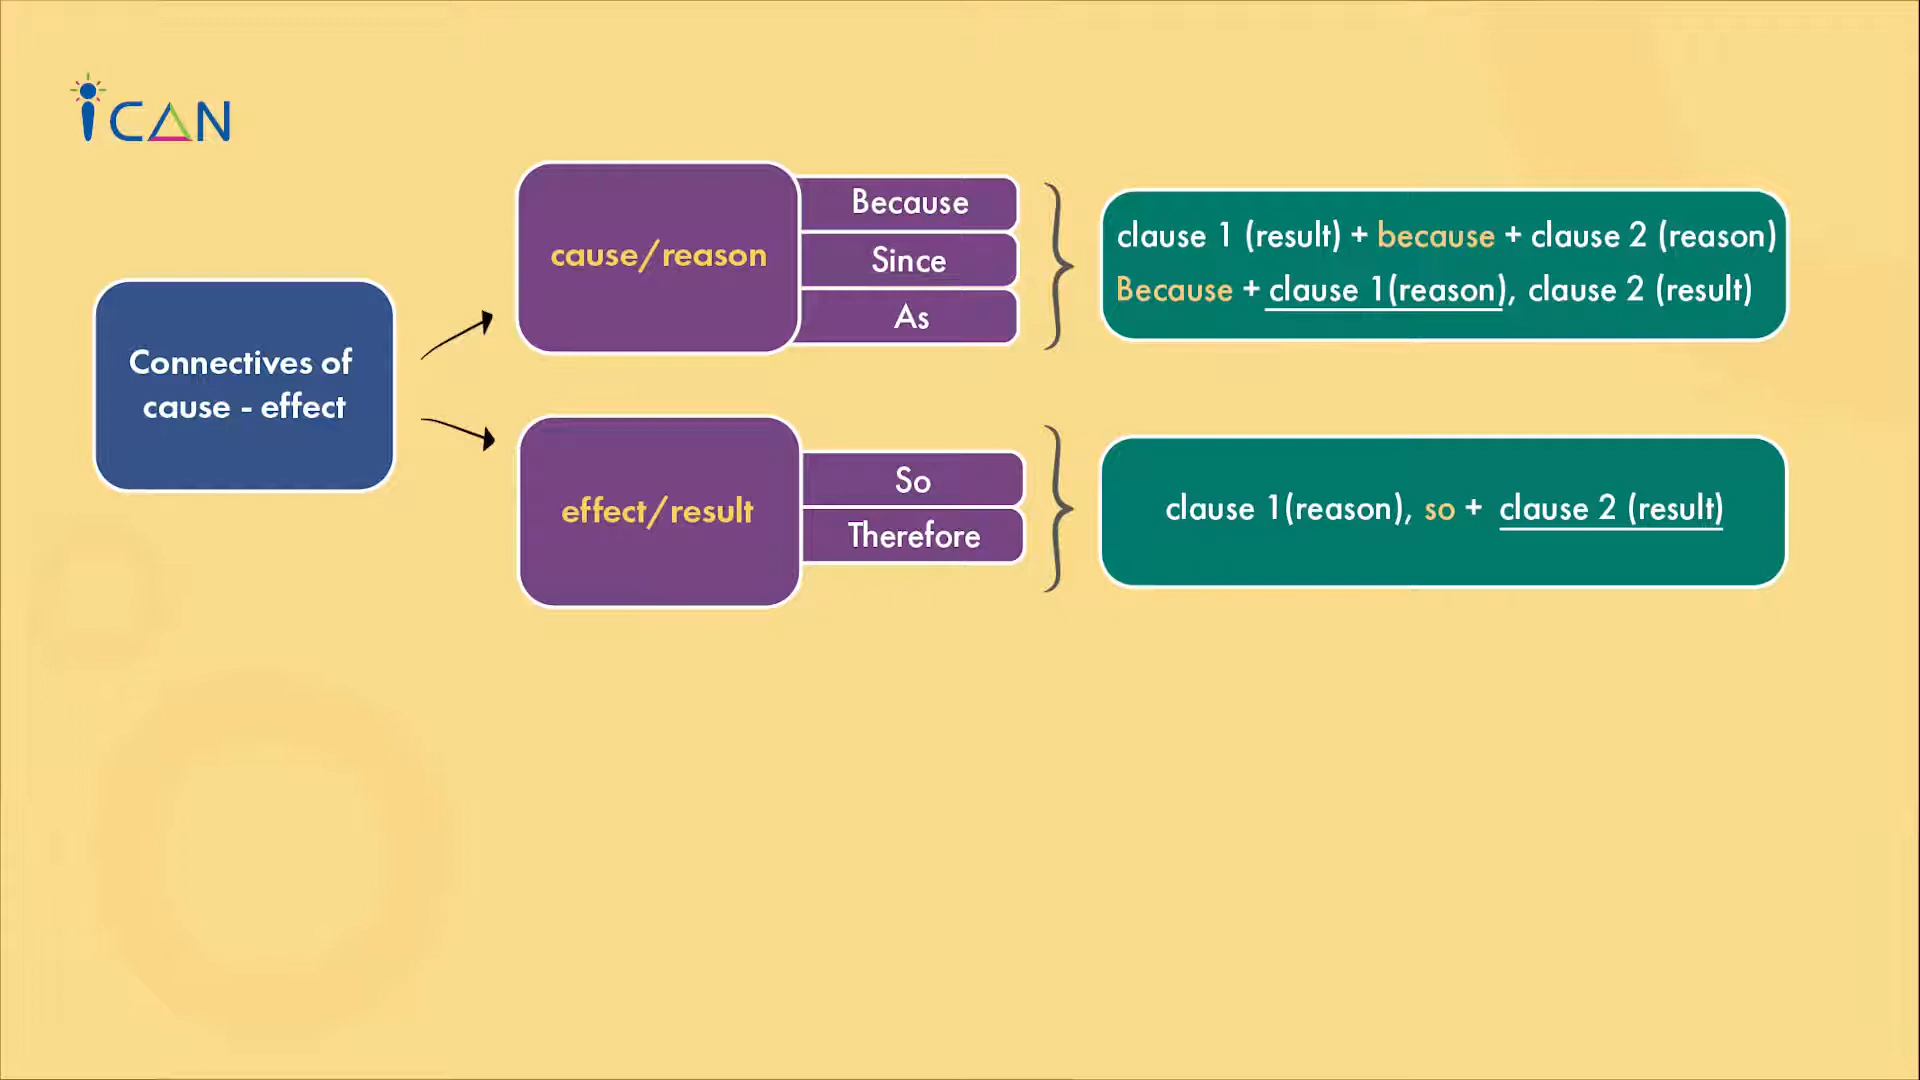 iCAN
Connectives of
cause - effect
cause/reason
Because
Since
As
clause 1 (result) + because + clause 2 (reason)
Because + clause 1(reason), clause 2 (result)
effect/result
So
Therefore
clause 1(reason), so + clause 2 (result)